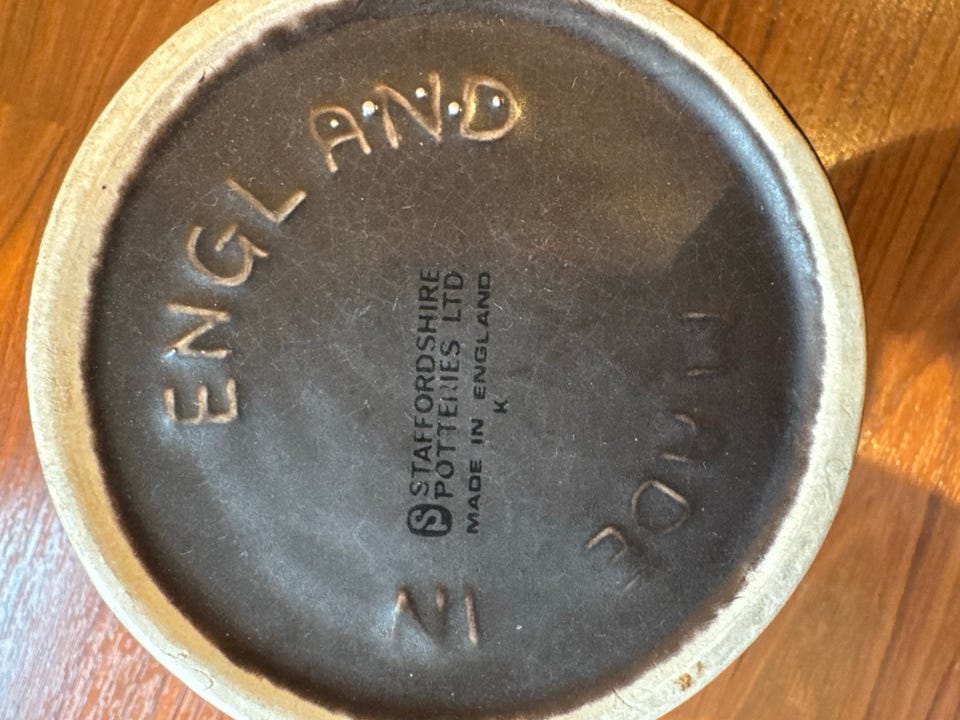 MADE IN ENGLAND
S STAFFORDSHIRE
POTTERIES LTD
MADE IN ENGLAND
K